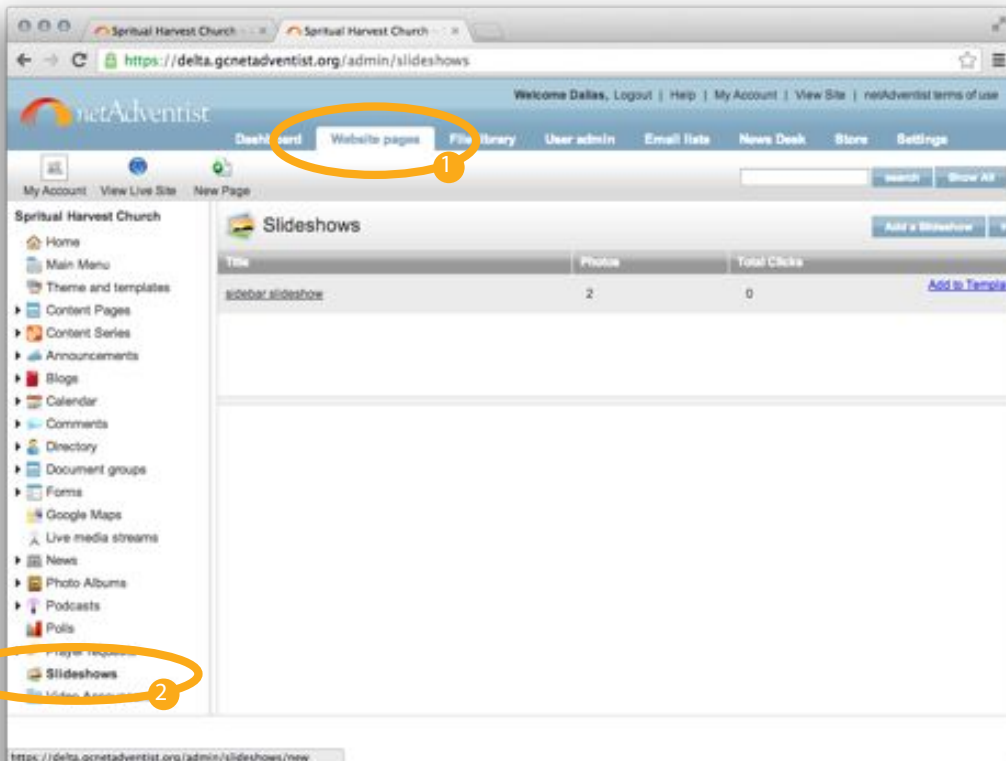 Spritual Harvest Church
Spritual Harvest Church
https://delta.gcnetadventist.org/admin/slideshows
Welcome Dallas, Logout | Help | My Account | View Site | netAdventist terms of use
netAdventist
Website pages
User admin
Email lists
News Desk
Store
Settings
1
My Account View Live Site New Page
search Show All
Spritual Harvest Church
Slideshows
Add a Slideshow
Home
Title Photos Total Clicks
Main Menu
Theme and templates
sidebar slideshow 2 0 Add to Templa
Content Pages
Content Series
Announcements
Blogs
Calendar
Comments
Directory
Document groups
Forms
Google Maps
Live media streams
News
Photo Albums
Podcasts
Polls
Prayer
Slideshows
Video
2
https://delta.gcnetadventist.org/admin/slideshows/new